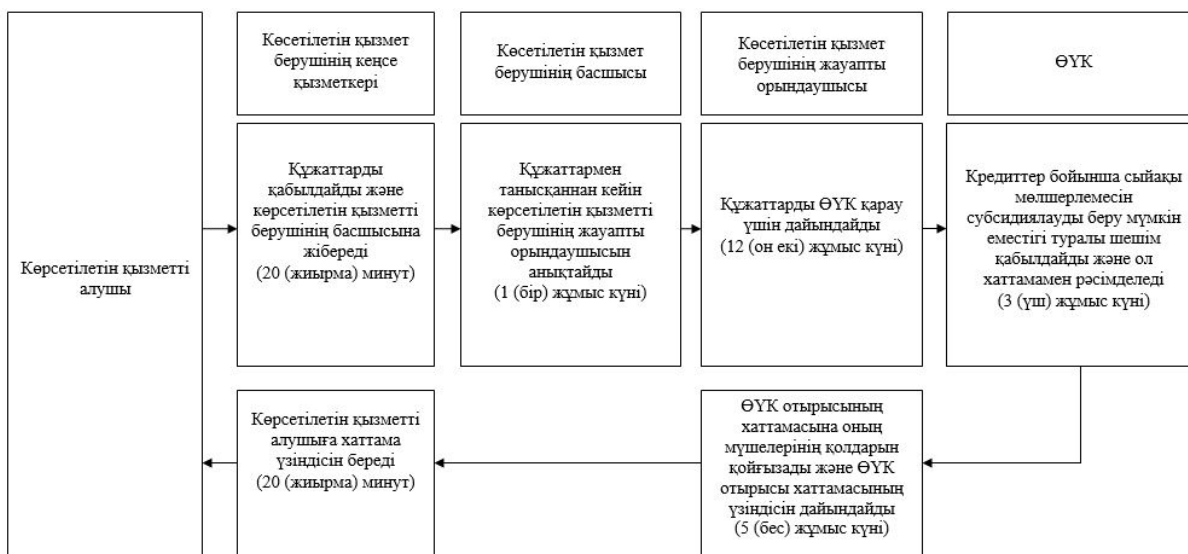 Көрсетілетін қызметті
алушы
Көсетілетін қызмет
берушінің кеңсе
қызметкері
Көсетілетін қызмет
берушінің басшысы
Көсетілетін қызмет
берушінің жауапты
орындаушысы
ӨҮК
Құжаттарды
қабылдайды және
көрсетілетін қызметті
берушінің басшысына
жібереді
(20 (жиырма) минут)
Құжаттармен
танысқаннан кейін
көрсетілетін қызметті
берушінің жауапты
орындаушысын
анықтайды
(1 (бір) жұмыс күні)
Құжаттарды ӨҮК қарау
үшін дайындайды
(12 (он екі) жұмыс күні)
Кредиттер бойынша сыйақы
мөлшерлемесін
субсидиялауды беру мүмкін
еместігі туралы шешім
қабылдайды және ол
хаттамамен рәсімделеді
(3 (үш) жұмыс күні)
Көрсетілетін қызметті
алушыға хаттама
үзіндісін береді
(20 (жиырма) минут)
ӨҮК отырысының
хаттамасына оның
мүшелерінің қолдарын
қойғызады және ӨҮК
отырысы хаттамасының
үзіндісін дайындайды
(5 (бес) жұмыс күні)